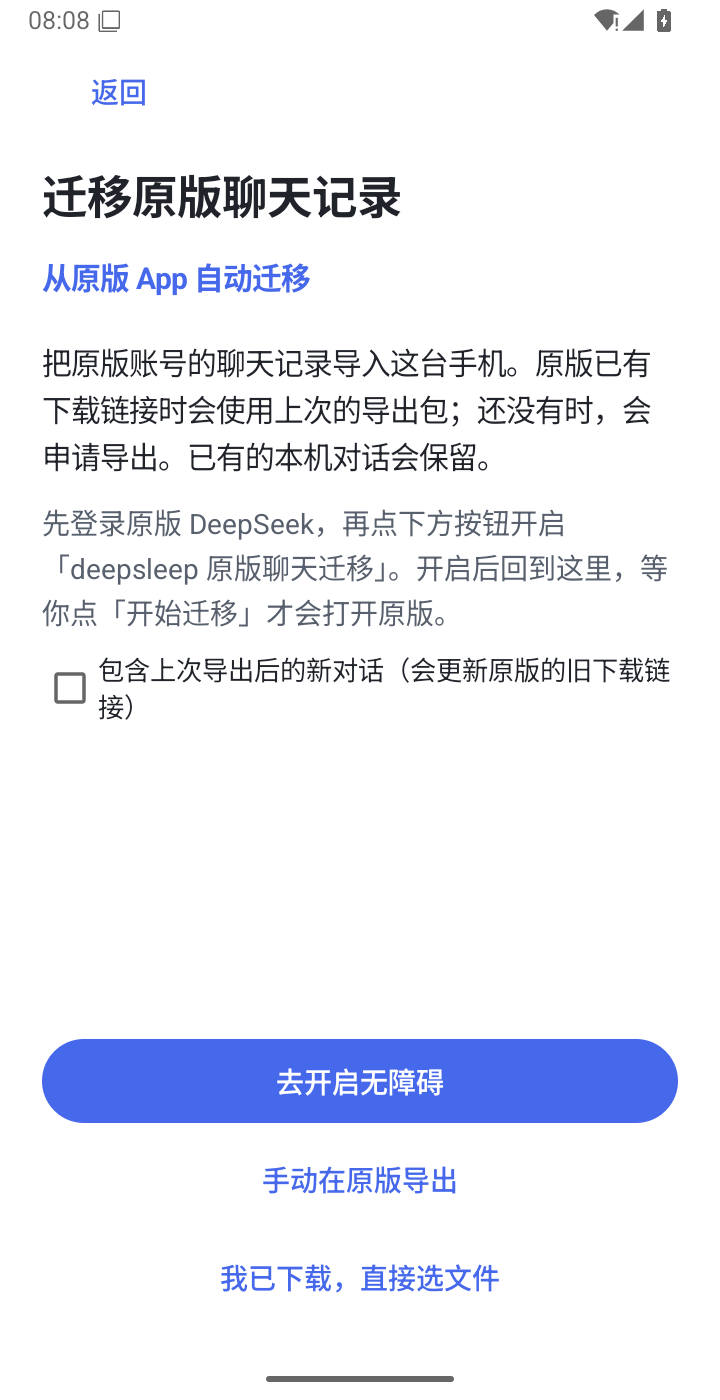 08:08
返回
迁移原版聊天记录
从原版 App 自动迁移
把原版账号的聊天记录导入这台手机。原版已有
下载链接时会使用上次的导出包；还没有时，会
申请导出。已有的本机对话会保留。
先登录原版 DeepSeek，再点下方按钮开启
「deepsleep 原版聊天迁移」。开启后回到这里，等
你点「开始迁移」才会打开原版。
包含上次导出后的新对话（会更新原版的旧下载链
接）
去开启无障碍
手动在原版导出
我已下载，直接选文件